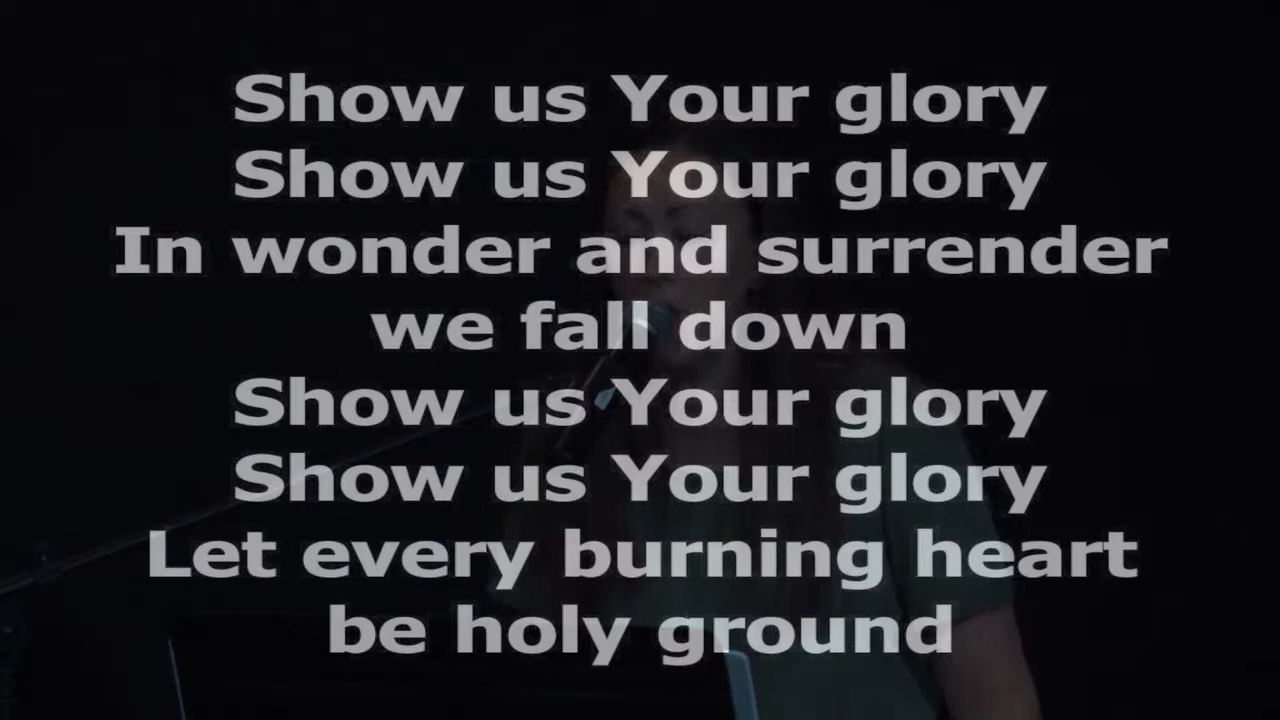 Show us Your glory
Show us Your glory
In wonder and surrender
we fall down
Show us Your glory
Show us Your glory
Let every burning heart
be holy ground